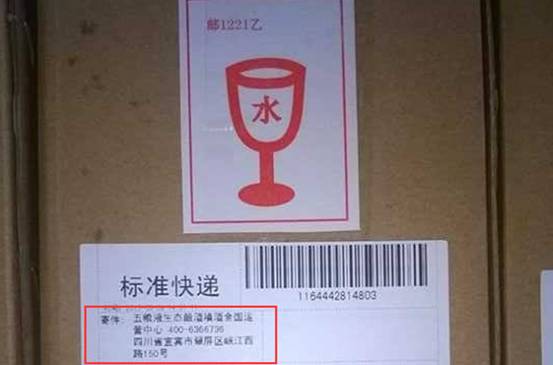 邮1221乙
水
标准快递
1164442814803
寄件: 五粮液生态酿酒填酒全国运
营中心 400-6366736
四川省宜宾市翠屏区岷江西
路150号